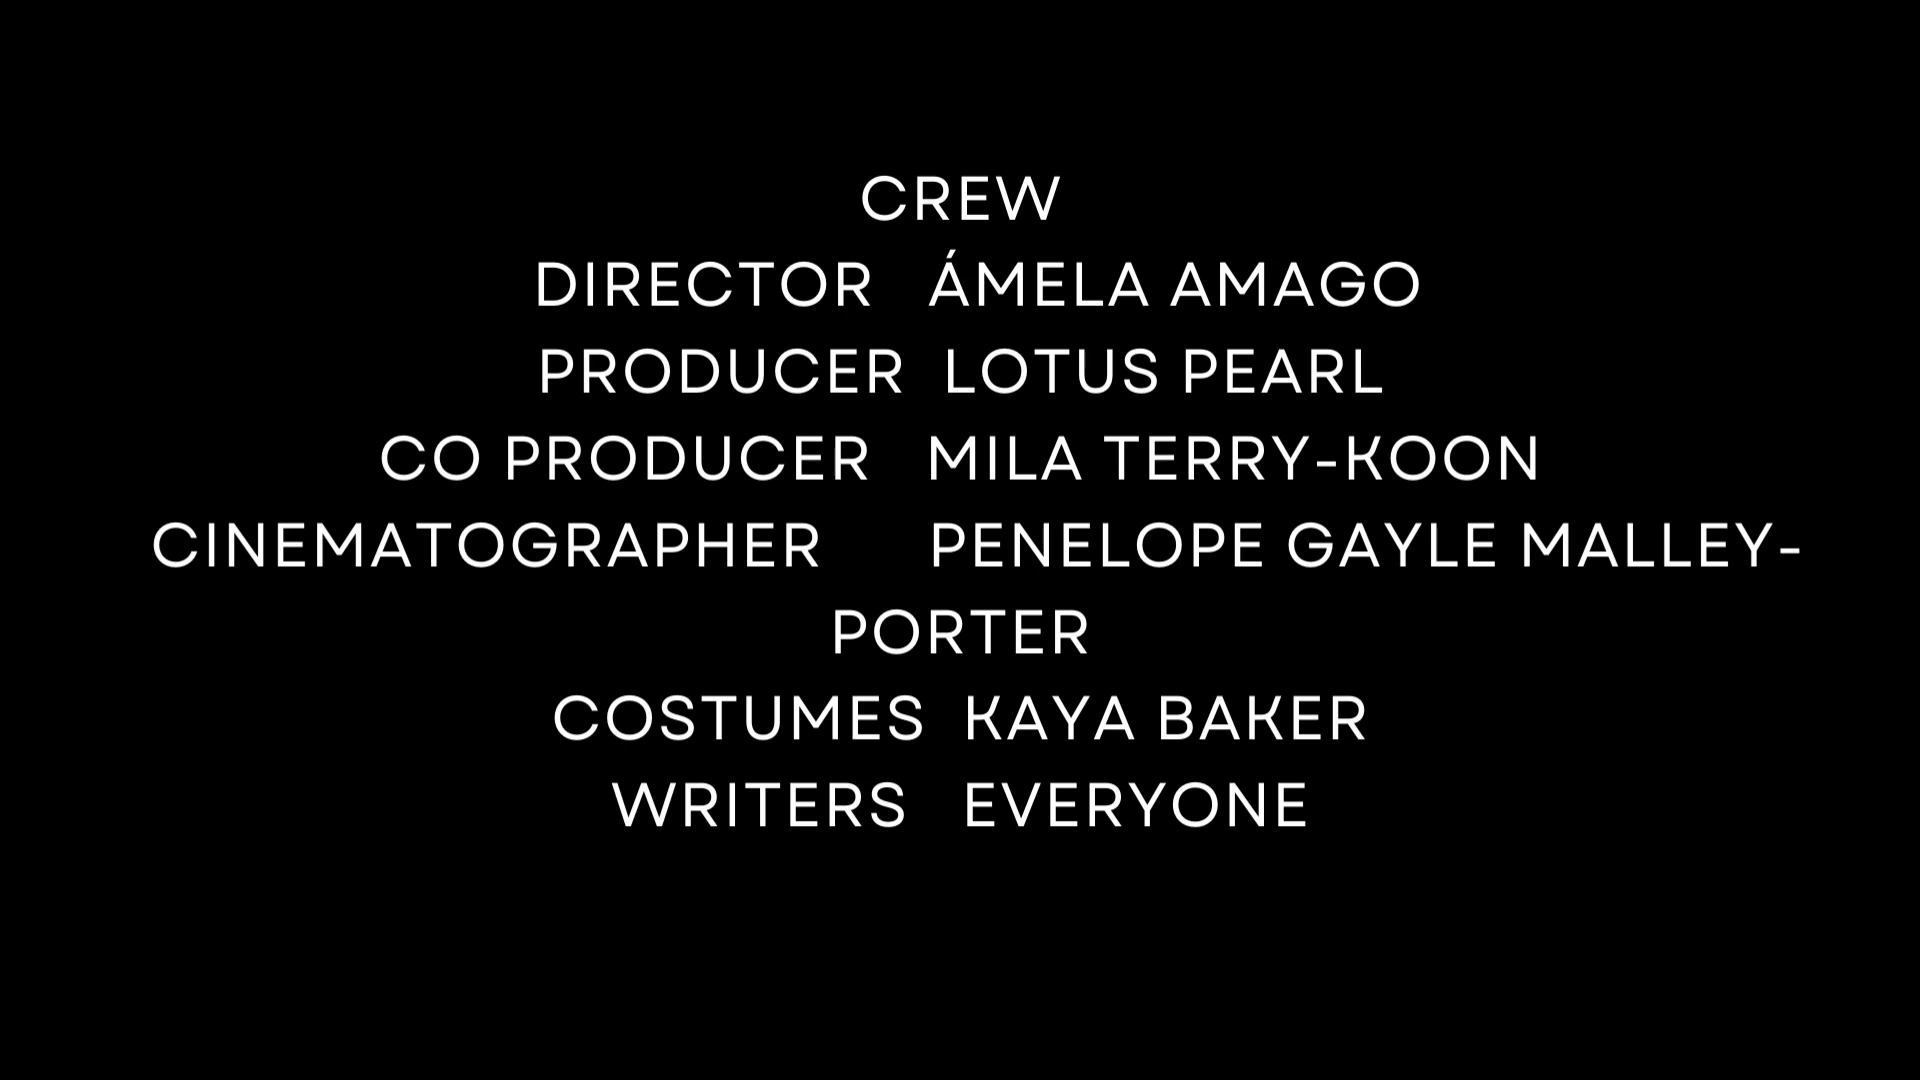 CREW
DIRECTOR ÁMELA AMAGO
PRODUCER LOTUS PEARL
CO PRODUCER MILA TERRY-KOON
CINEMATOGRAPHER PENELOPE GAYLE MALLEY-
PORTER
COSTUMES KAYA BAKER
WRITERS EVERYONE